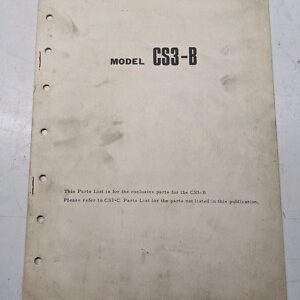 MODEL CS3-B
This Parts List is for the exclusive parts for the CS3-B
Please refer to CS3-C Parts List for the parts not listed in this publication.